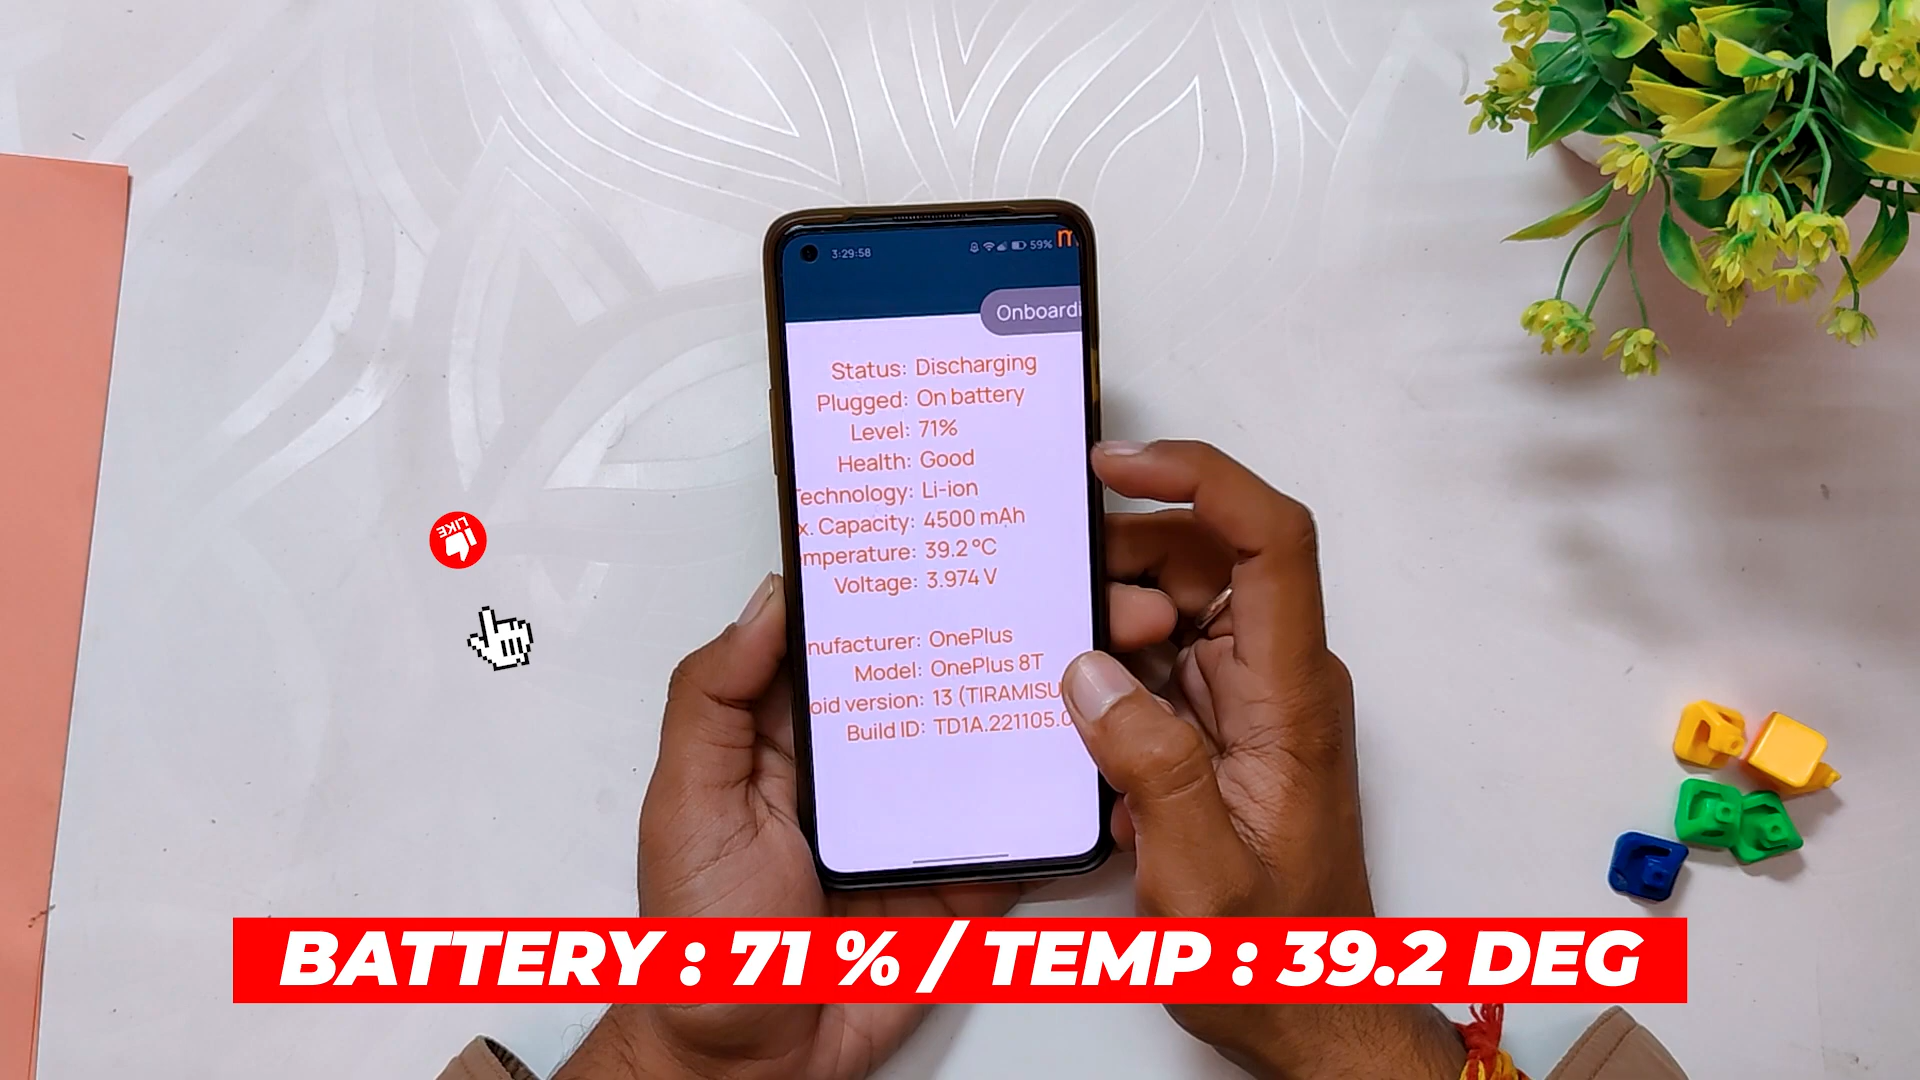 3:29:58
59%
Onboardi
Status: Discharging
Plugged: On battery
Level: 71%
Health: Good
Technology: Li-ion
x. Capacity: 4500 mAh
mperature: 39.2 °C
Voltage: 3.974 V
nufacturer: OnePlus
Model: OnePlus 8T
oid version: 13 (TIRAMISU
Build ID: TD1A.221105.0
LIKE
BATTERY : 71 % / TEMP : 39.2 DEG